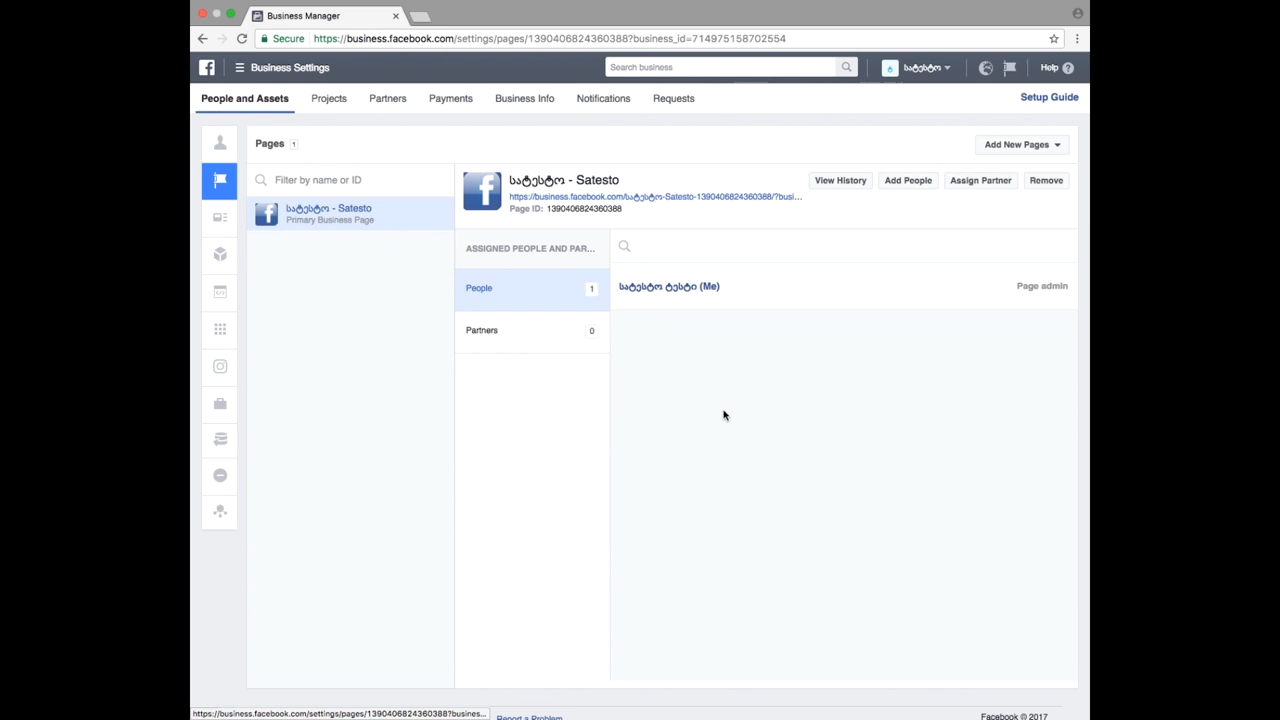 Business Manager
Secure https://business.facebook.com/settings/pages/1390406824360388?business_id=714975158702554
Business Settings
Search business
სატესტო
Help
People and Assets
Projects
Partners
Payments
Business Info
Notifications
Requests
Setup Guide
Pages 1
Add New Pages
Filter by name or ID
სატესტო - Satesto
Primary Business Page
სატესტო - Satesto
https://business.facebook.com/სატესტო-Satesto-1390406824360388/?busi...
Page ID: 1390406824360388
View History
Add People
Assign Partner
Remove
ASSIGNED PEOPLE AND PAR...
People 1
Partners 0
სატესტო ტესტი (Me)
Page admin
https://business.facebook.com/settings/pages/1390406824360388?busines...
Report a Problem
Facebook © 2017